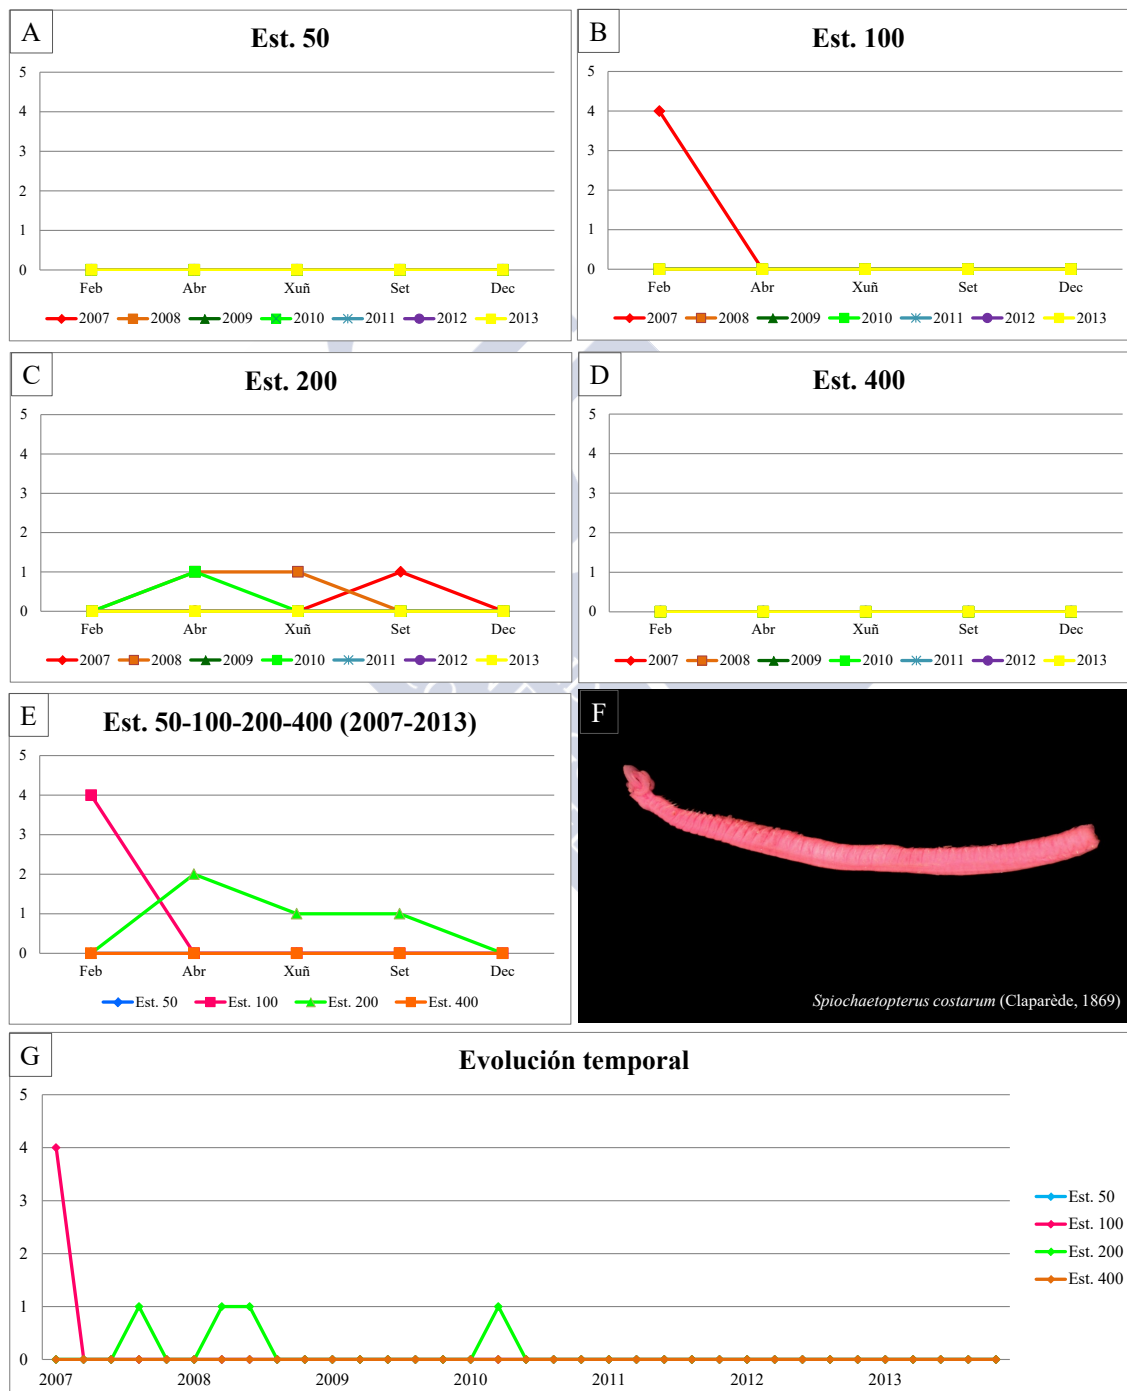 A
Est. 50
5
4
3
2
1
0
Feb Abr Xuñ Set Dec
2007 2008 2009 2010 2011 2012 2013
B
Est. 100
5
4
3
2
1
0
Feb Abr Xuñ Set Dec
2007 2008 2009 2010 2011 2012 2013
C
Est. 200
5
4
3
2
1
0
Feb Abr Xuñ Set Dec
2007 2008 2009 2010 2011 2012 2013
D
Est. 400
5
4
3
2
1
0
Feb Abr Xuñ Set Dec
2007 2008 2009 2010 2011 2012 2013
E
Est. 50-100-200-400 (2007-2013)
5
4
3
2
1
0
Feb Abr Xuñ Set Dec
Est. 50 Est. 100 Est. 200 Est. 400
F
Spiochaetopterus costarum (Claparède, 1869)
G
Evolución temporal
5
4
3
2
1
0
2007 2008 2009 2010 2011 2012 2013
Est. 50
Est. 100
Est. 200
Est. 400